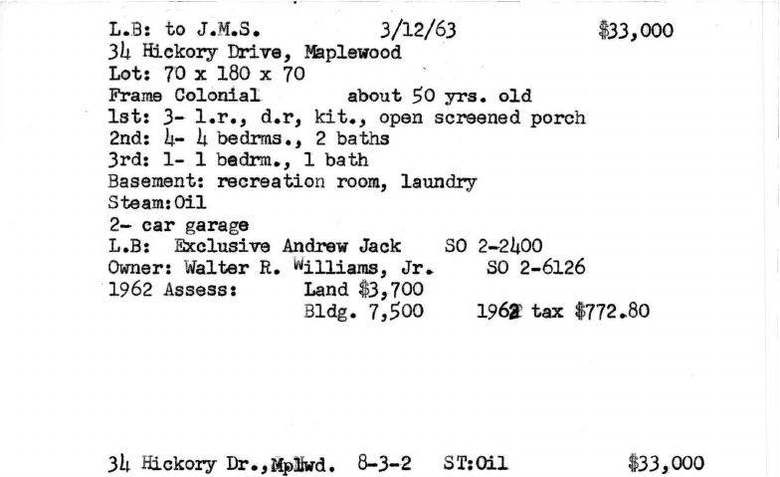 L.B: to J.M.S. 3/12/63 $33,000
34 Hickory Drive, Maplewood
Lot: 70 x 180 x 70
Frame Colonial about 50 yrs. old
1st: 3- l.r., d.r, kit., open screened porch
2nd: 4- 4 bedrms., 2 baths
3rd: 1- 1 bedrm., 1 bath
Basement: recreation room, laundry
Steam:Oil
2- car garage
L.B: Exclusive Andrew Jack SO 2-2400
Owner: Walter R. Williams, Jr. SO 2-6126
1962 Assess: Land $3,700
Bldg. 7,500 1962 tax $772.80
34 Hickory Dr.,Mplwd. 8-3-2 ST:Oil $33,000